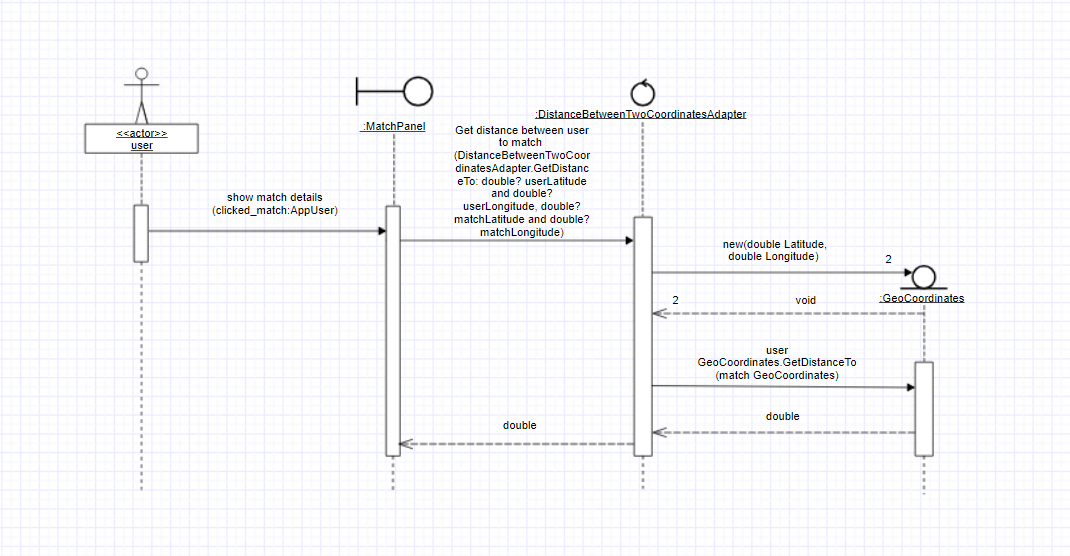 <<actor>>
user
:MatchPanel
:DistanceBetweenTwoCoordinatesAdapter
show match details
(clicked_match:AppUser)
Get distance between user
to match
(DistanceBetweenTwoCoor
dinatesAdapter.GetDistanc
eTo: double? userLatitude
and double?
userLongitude, double?
matchLatitude and double?
matchLongitude)
new(double Latitude,
double Longitude)
2
:GeoCoordinates
2
void
user
GeoCoordinates.GetDistanceTo
(match GeoCoordinates)
double
double